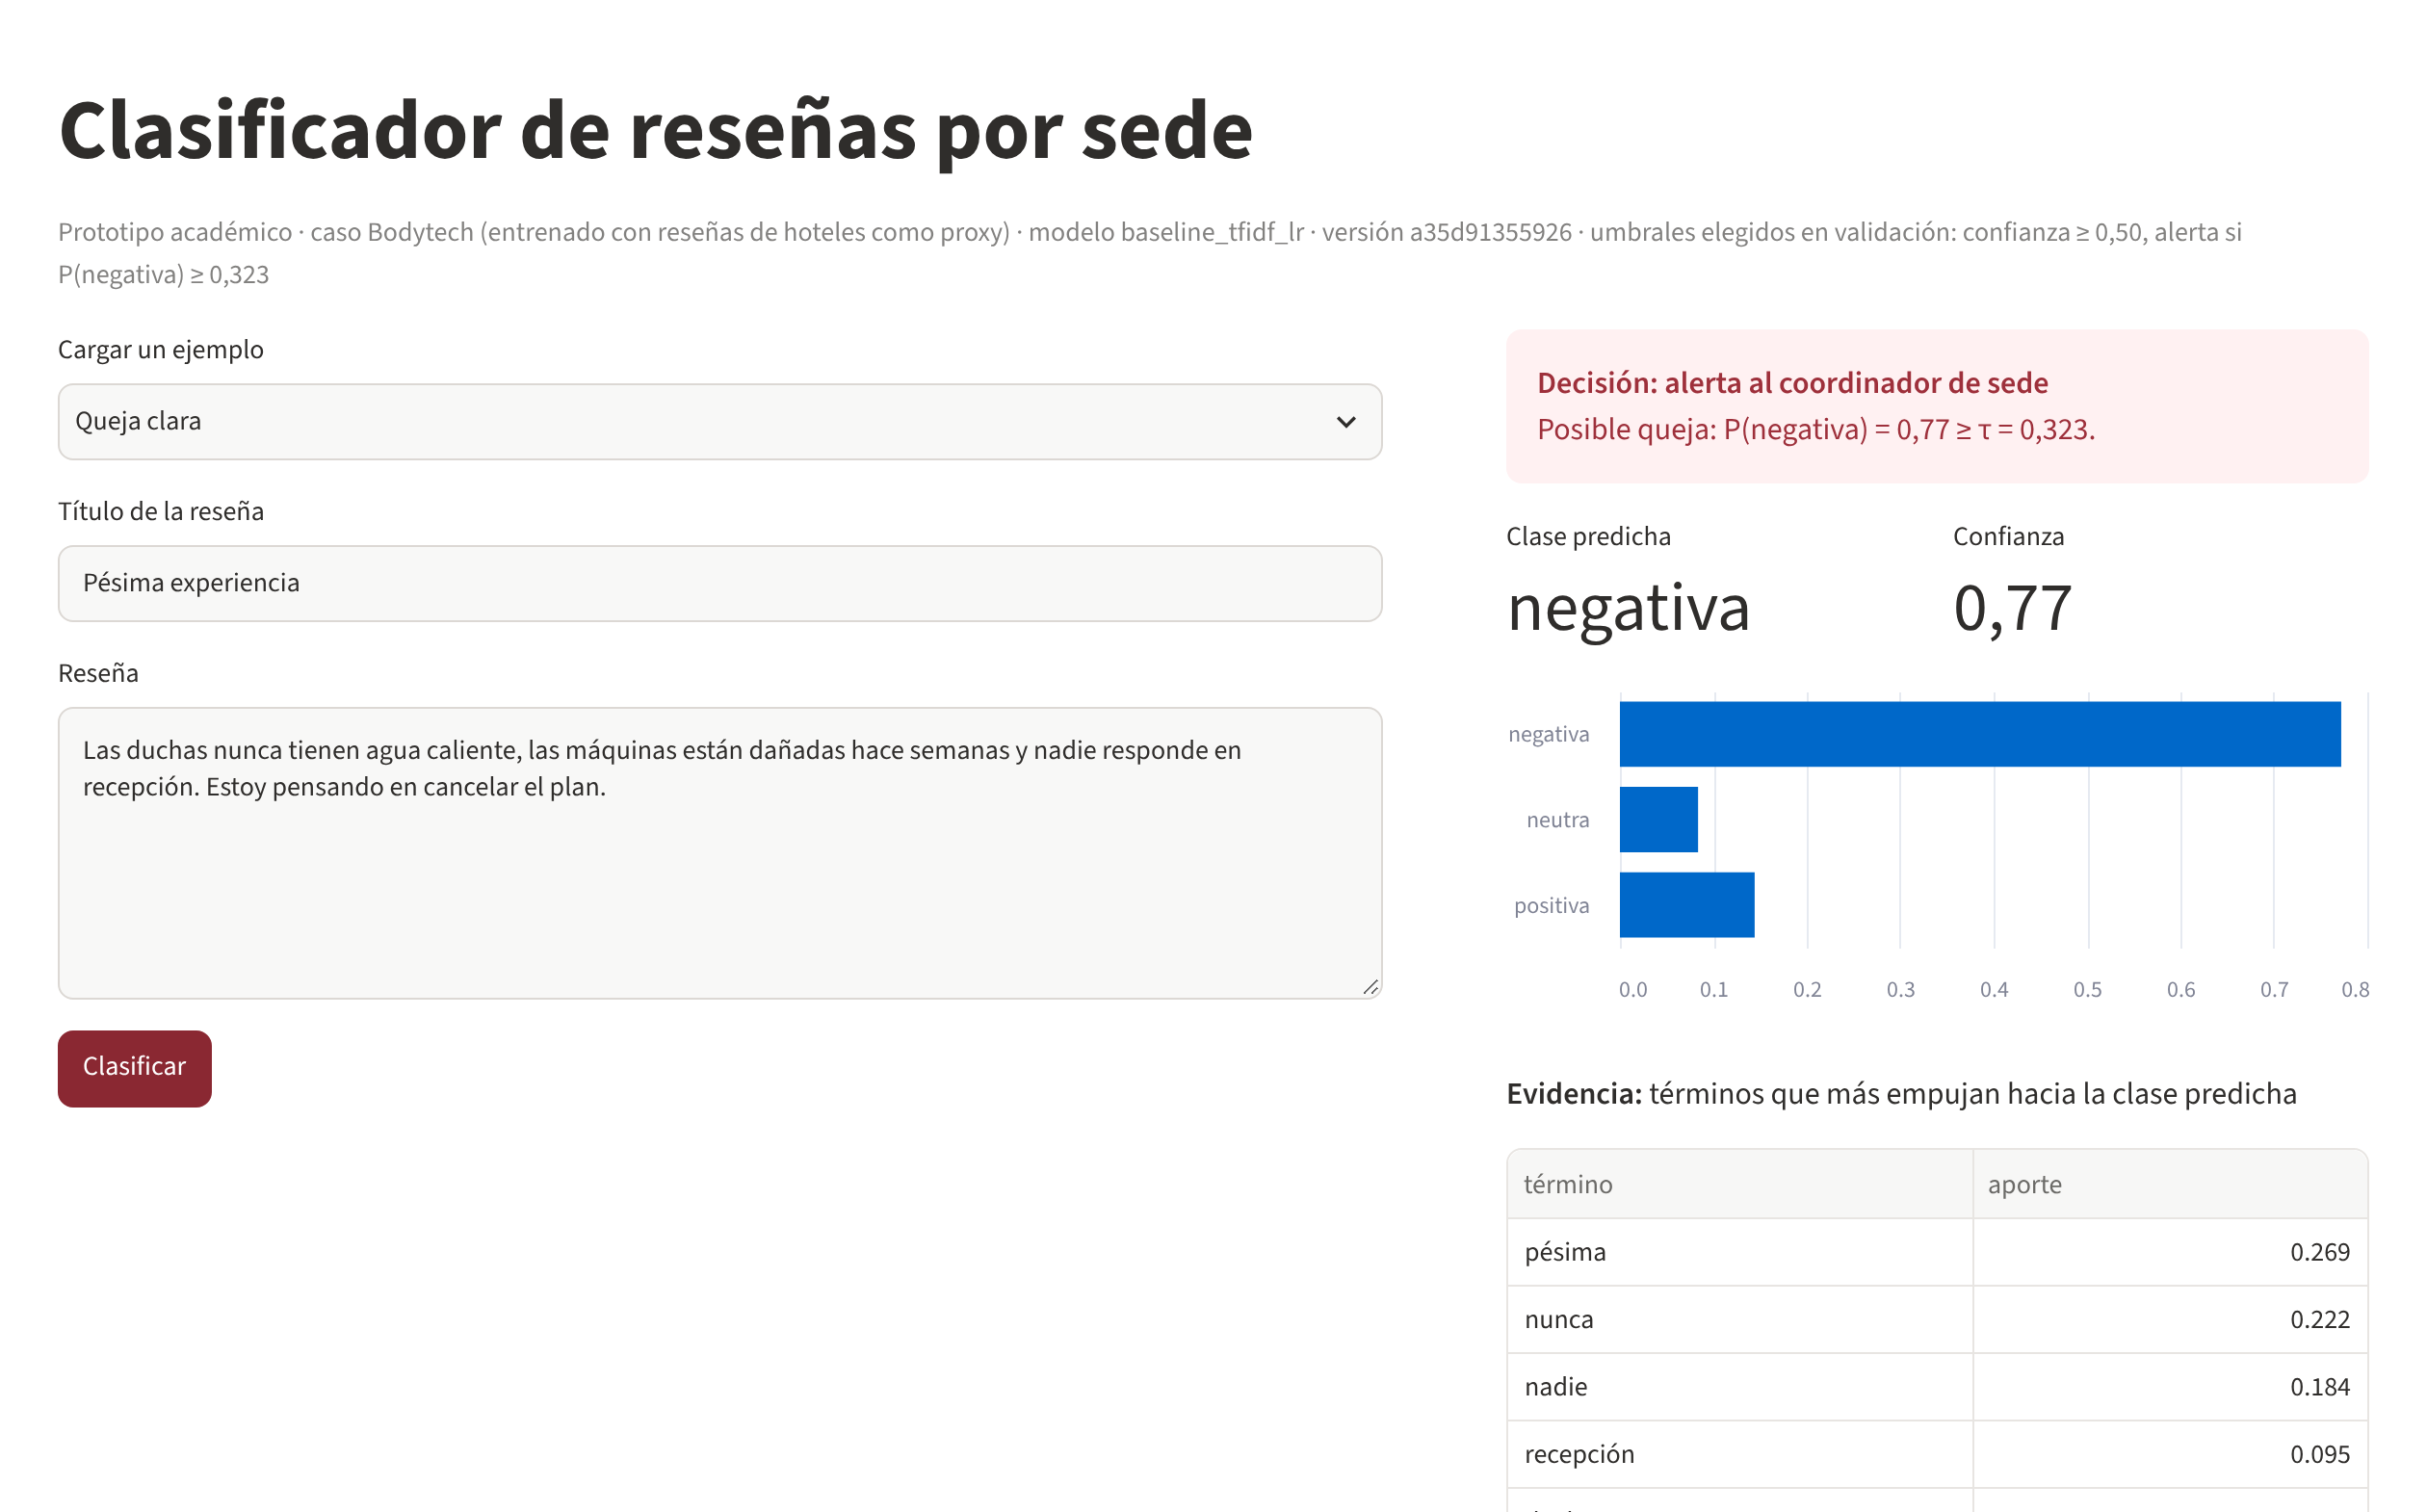 Clasificador de reseñas por sede
Prototipo académico · caso Bodytech (entrenado con reseñas de hoteles como proxy) · modelo baseline_tfidf_lr · versión a35d91355926 · umbrales elegidos en validación: confianza ≥ 0,50, alerta si
P(negativa) ≥ 0,323
Cargar un ejemplo
Queja clara
Título de la reseña
Pésima experiencia
Reseña
Las duchas nunca tienen agua caliente, las máquinas están dañadas hace semanas y nadie responde en
recepción. Estoy pensando en cancelar el plan.
Clasificar
Decisión: alerta al coordinador de sede
Posible queja: P(negativa) = 0,77 ≥ τ = 0,323.
Clase predicha
Confianza
negativa
0,77
negativa
neutra
positiva
0.0 0.1 0.2 0.3 0.4 0.5 0.6 0.7 0.8
Evidencia: términos que más empujan hacia la clase predicha
término aporte
pésima 0.269
nunca 0.222
nadie 0.184
recepción 0.095